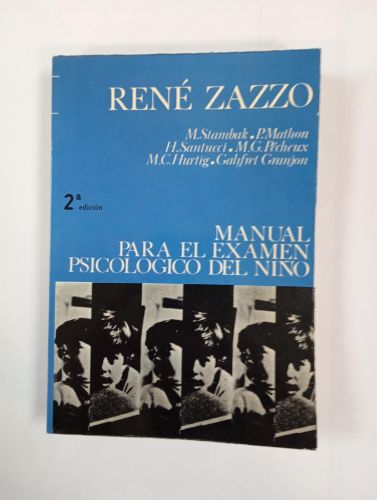 RENÉ ZAZZO
M. Stambak . P. Mathon
H. Santucci . M.G. Pêcheux
M.C. Hurtig . Galifret Granjon
2ª
edición
MANUAL
PARA EL EXAMEN
PSICOLOGICO DEL NIÑO